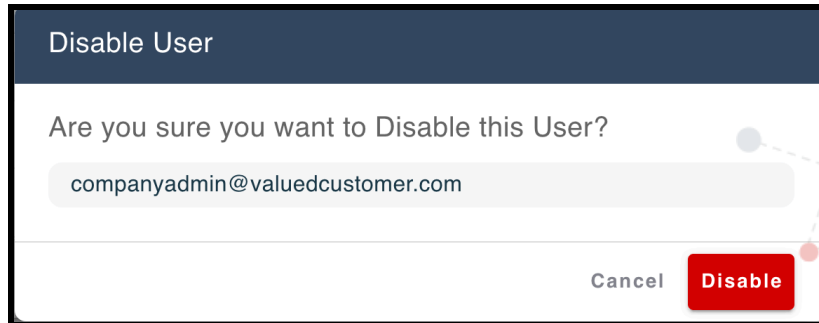 Disable User
Are you sure you want to Disable this User?
companyadmin@valuedcustomer.com
Cancel Disable